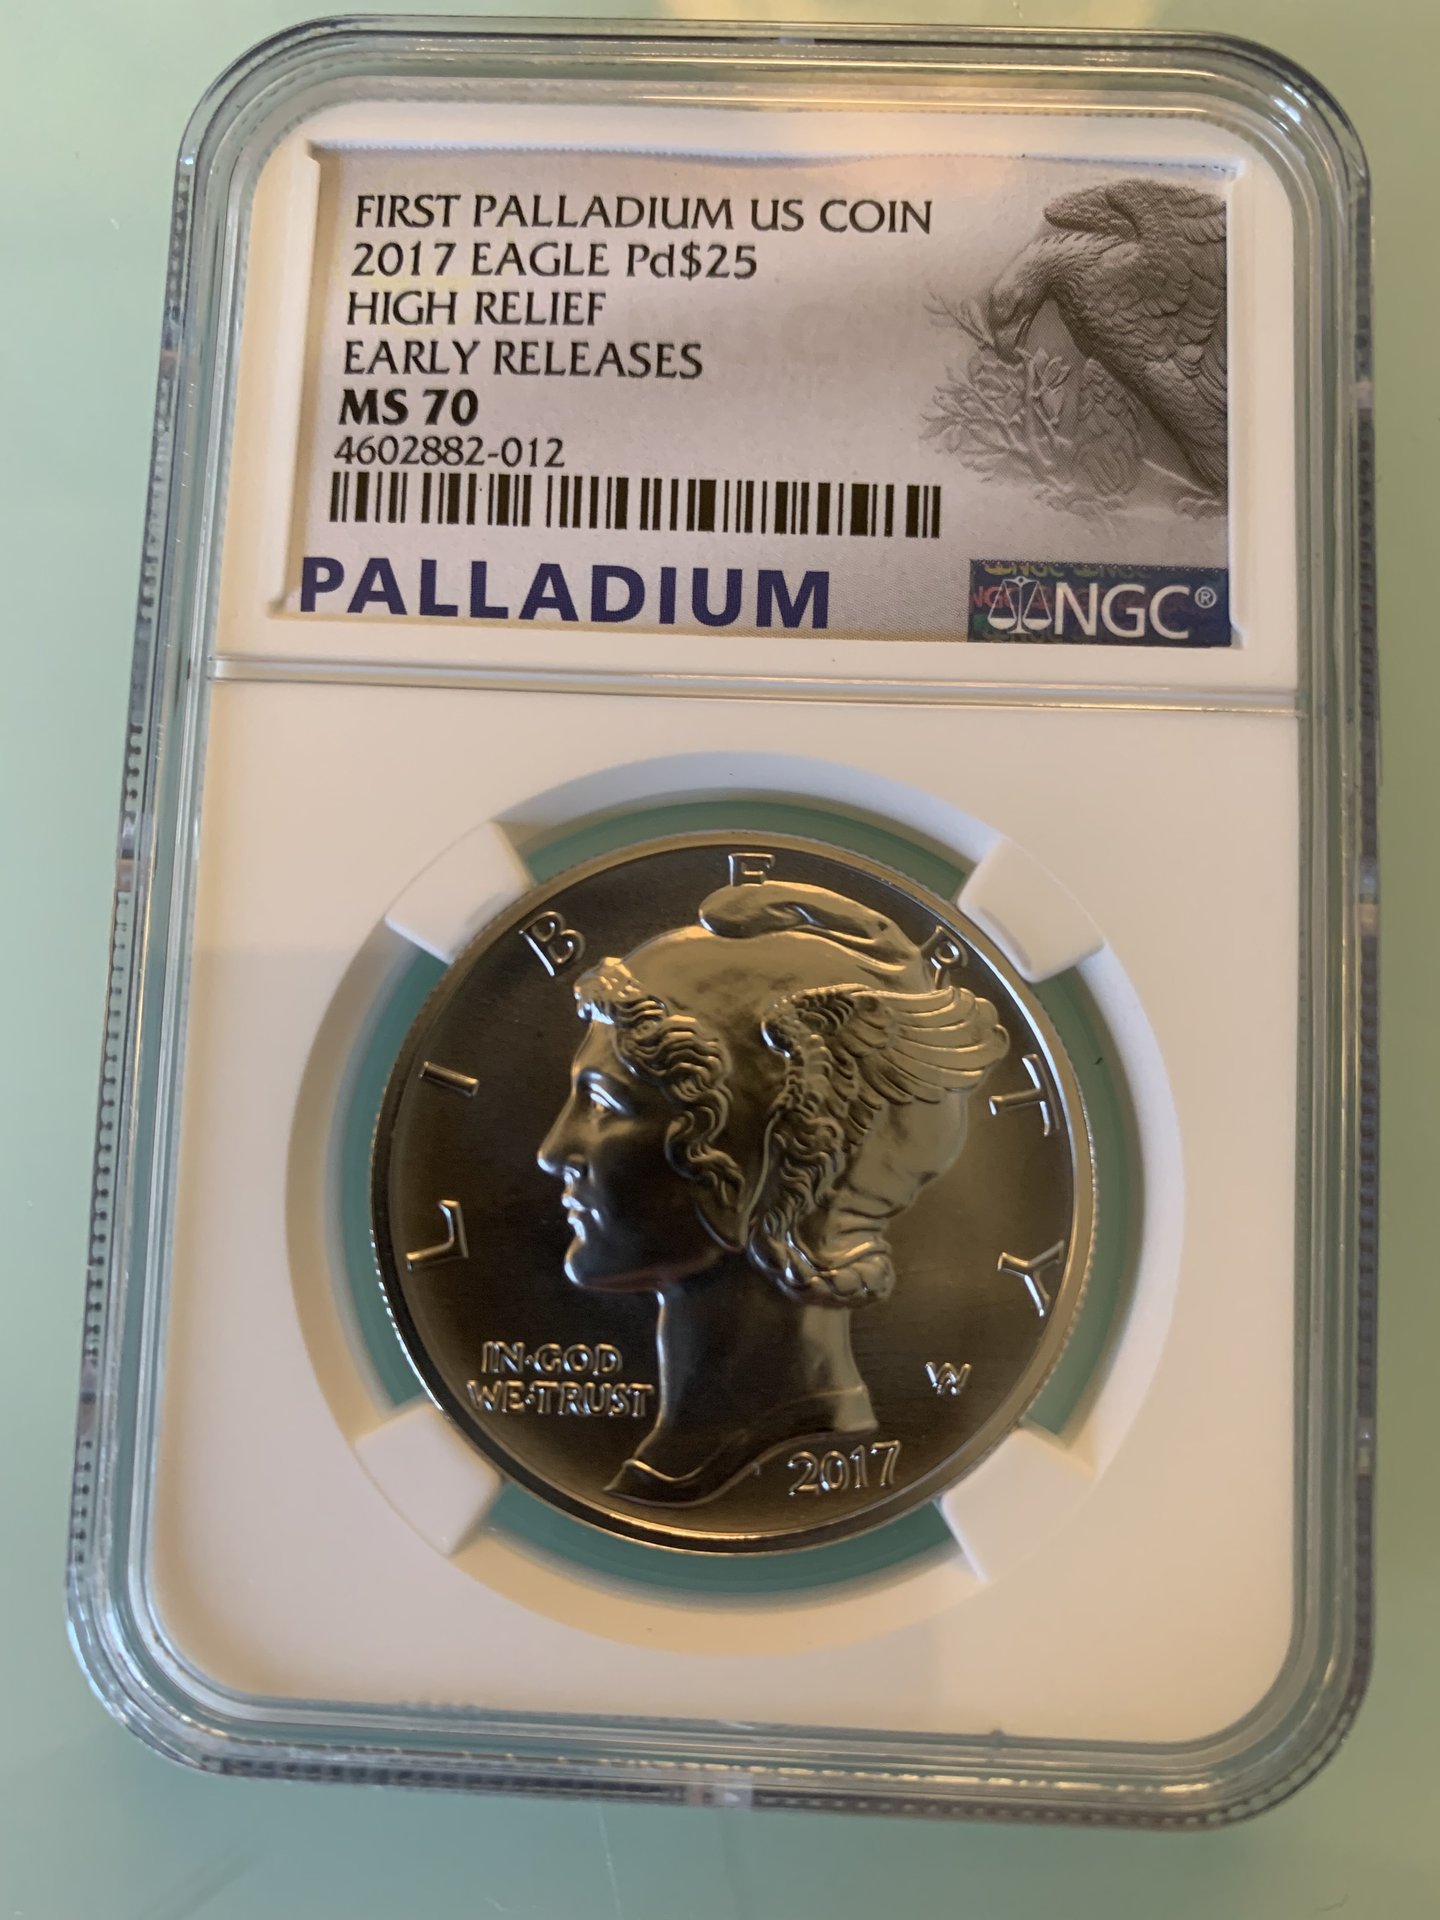 FIRST PALLADIUM US COIN
2017 EAGLE Pd$25
HIGH RELIEF
EARLY RELEASES
MS 70
4602882-012
PALLADIUM
NGC®
LIBERTY
IN·GOD
WE·TRUST
W
2017